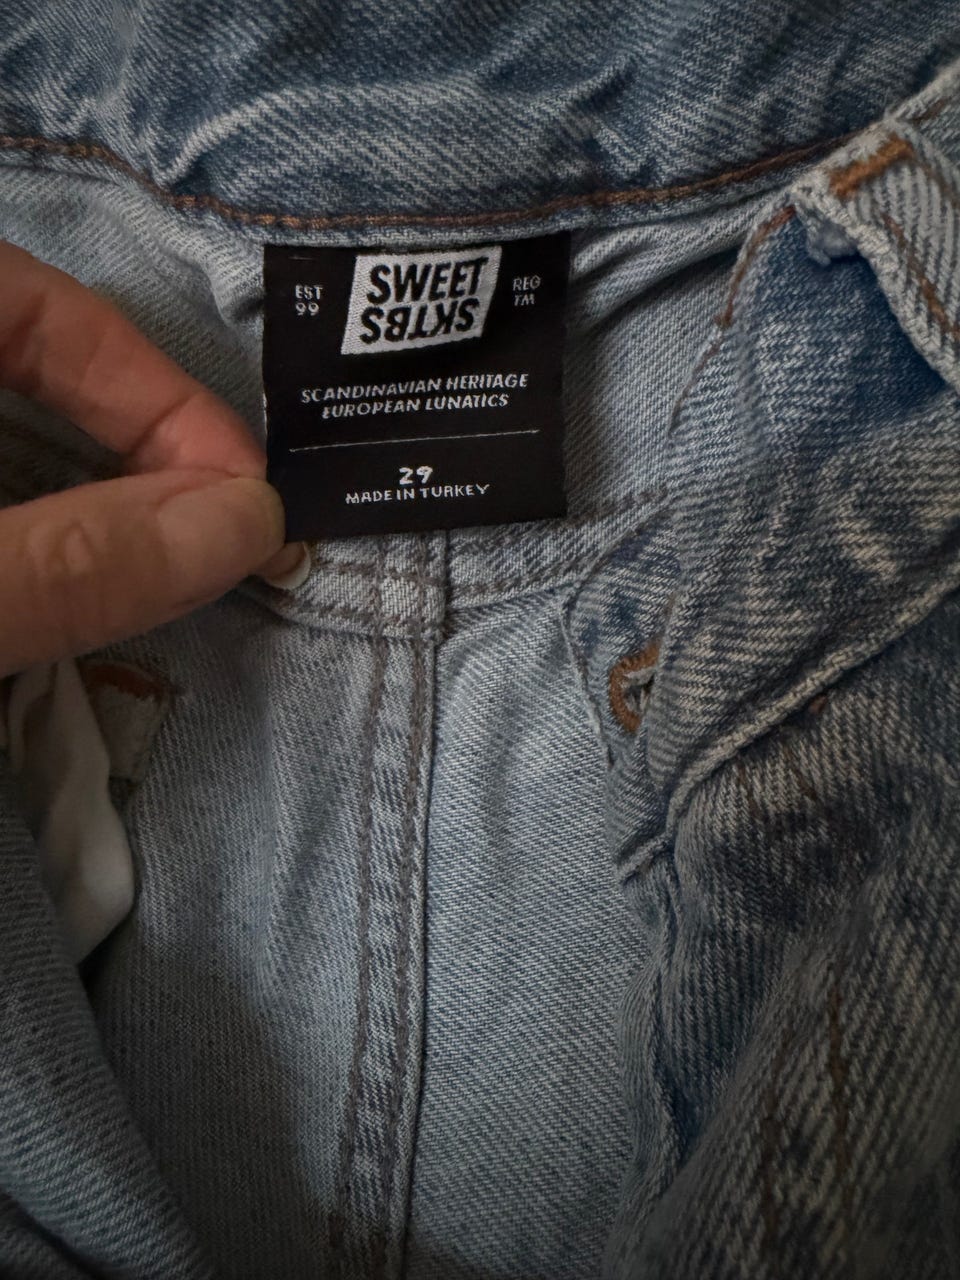 EST
99
SWEET
SKTBS
REG
TM
SCANDINAVIAN HERITAGE
EUROPEAN LUNATICS
29
MADE IN TURKEY